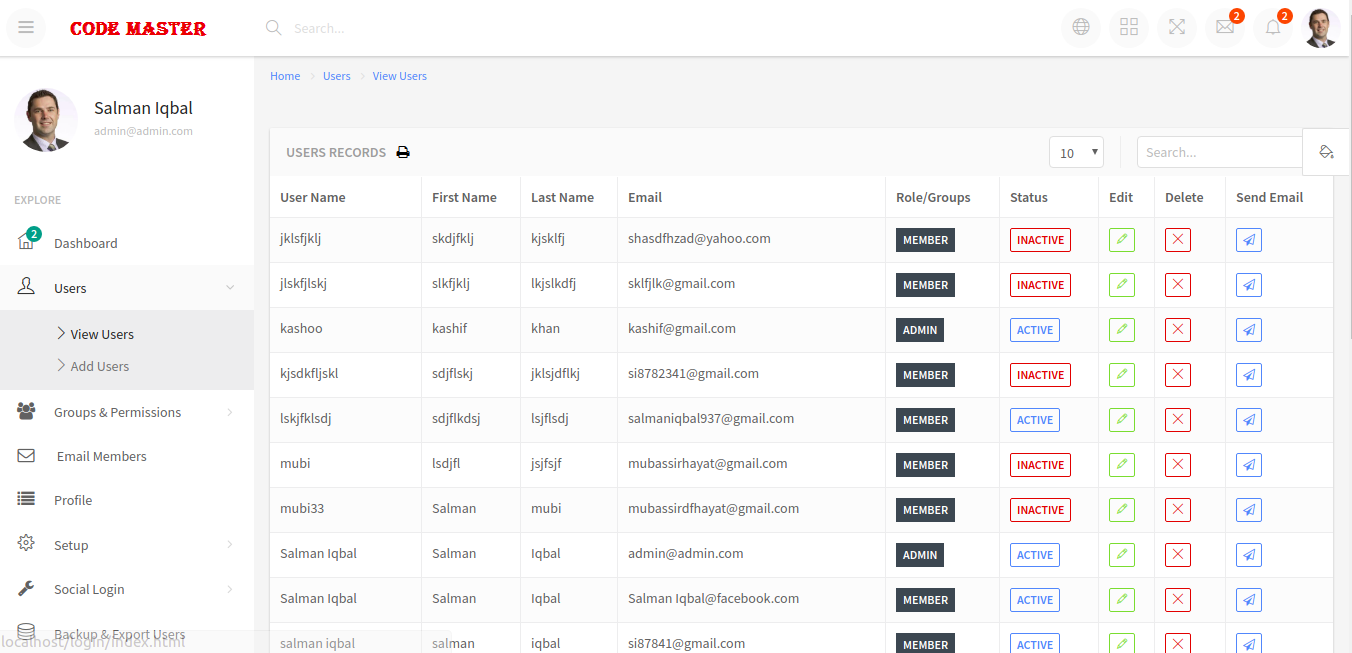 CODE MASTER
Search...
2
2
Home > Users > View Users
Salman Iqbal
admin@admin.com
EXPLORE
2
Dashboard
Users
View Users
Add Users
Groups & Permissions
Email Members
Profile
Setup
Social Login
Backup & Export Users
localhost/login/index.html
USERS RECORDS
10
Search...
User Name First Name Last Name Email Role/Groups Status Edit Delete Send Email
jklsfjklj skdjfklj kjsklfj shasdfhzad@yahoo.com MEMBER INACTIVE
jlskfjlskj slkfjklj lkjslkdfj sklfjlk@gmail.com MEMBER INACTIVE
kashoo kashif khan kashif@gmail.com ADMIN ACTIVE
kjsdkfljskl sdjflskj jklsjdflkj si8782341@gmail.com MEMBER INACTIVE
lskjfklsdj sdjflkdsj lsjflsdj salmaniqbal937@gmail.com MEMBER ACTIVE
mubi lsdjfl jsjfsjf mubassirhayat@gmail.com MEMBER INACTIVE
mubi33 Salman mubi mubassirdfhayat@gmail.com MEMBER INACTIVE
Salman Iqbal Salman Iqbal admin@admin.com ADMIN ACTIVE
Salman Iqbal Salman Iqbal Salman Iqbal@facebook.com MEMBER ACTIVE
salman iqbal salman iqbal si87841@gmail.com MEMBER ACTIVE